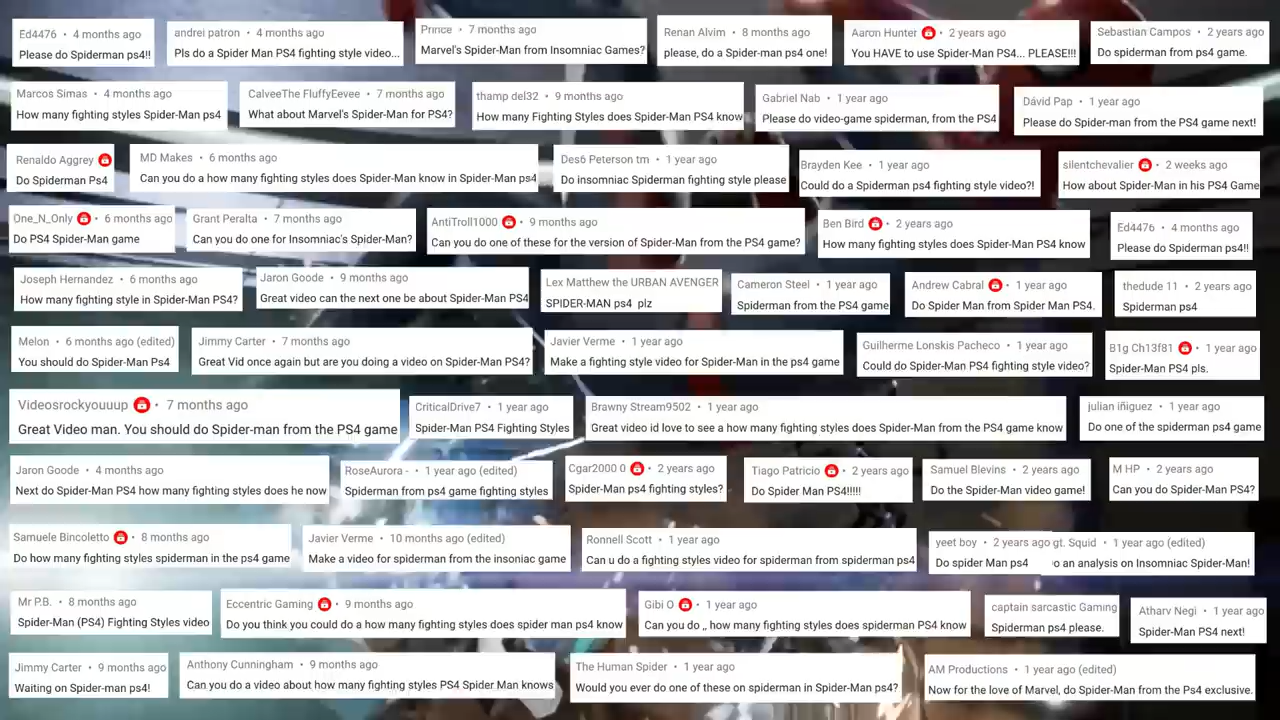 Ed4476 • 4 months ago
Please do Spiderman ps4!!
andrei patron • 4 months ago
Pls do a Spider Man PS4 fighting style video...
Prince • 7 months ago
Marvel's Spider-Man from Insomniac Games?
Renan Alvim • 8 months ago
please, do a Spider-man ps4 one!
Aaron Hunter • 2 years ago
You HAVE to use Spider-Man PS4... PLEASE!!!
Sebastian Campos • 2 years ago
Do spiderman from ps4 game.
Marcos Simas • 4 months ago
How many fighting styles Spider-Man ps4
CalveeThe FluffyEevee • 7 months ago
What about Marvel's Spider-Man for PS4?
thamp del32 • 9 months ago
How many Fighting Styles does Spider-Man PS4 know
Gabriel Nab • 1 year ago
Please do video-game spiderman, from the PS4
Dávid Pap • 1 year ago
Please do Spider-man from the PS4 game next!
Renaldo Aggrey
Do Spiderman Ps4
MD Makes • 6 months ago
Can you do a how many fighting styles does Spider-Man know in Spider-Man ps4
Des6 Peterson tm • 1 year ago
Do insomniac Spiderman fighting style please
Brayden Kee • 1 year ago
Could do a Spiderman ps4 fighting style video?!
silentchevalier • 2 weeks ago
How about Spider-Man in his PS4 Game
One_N_Only • 6 months ago
Do PS4 Spider-Man game
Grant Peralta • 7 months ago
Can you do one for Insomniac's Spider-Man?
AntiTroll1000 • 9 months ago
Can you do one of these for the version of Spider-Man from the PS4 game?
Ben Bird • 2 years ago
How many fighting styles does Spider-Man PS4 know
Ed4476 • 4 months ago
Please do Spiderman ps4!!
Joseph Hernandez • 6 months ago
How many fighting style in Spider-Man PS4?
Jaron Goode • 9 months ago
Great video can the next one be about Spider-Man PS4
Lex Matthew the URBAN AVENGER
SPIDER-MAN ps4 plz
Cameron Steel • 1 year ago
Spiderman from the PS4 game
Andrew Cabral • 1 year ago
Do Spider Man from Spider Man PS4.
thedude 11 • 2 years ago
Spiderman ps4
Melon • 6 months ago (edited)
You should do Spider-Man Ps4
Jimmy Carter • 7 months ago
Great Vid once again but are you doing a video on Spider-Man PS4?
Javier Verme • 1 year ago
Make a fighting style video for Spider-Man in the ps4 game
Guilherme Lonskis Pacheco • 1 year ago
Could do Spider-Man PS4 fighting style video?
B1g Ch13f81 • 1 year ago
Spider-Man PS4 pls.
Videosrockyouuup • 7 months ago
Great Video man. You should do Spider-man from the PS4 game
CriticalDrive7 • 1 year ago
Spider-Man PS4 Fighting Styles
Brawny Stream9502 • 1 year ago
Great video id love to see a how many fighting styles does Spider-Man from the PS4 game know
julian iñiguez • 1 year ago
Do one of the spiderman ps4 game
Jaron Goode • 4 months ago
Next do Spider-Man PS4 how many fighting styles does he now
RoseAurora - • 1 year ago (edited)
Spiderman from ps4 game fighting styles
Cgar2000 0 • 2 years ago
Spider-Man ps4 fighting styles?
Tiago Patricio • 2 years ago
Do Spider Man PS4!!!!!
Samuel Blevins • 2 years ago
Do the Spider-Man video game!
M HP • 2 years ago
Can you do Spider-Man PS4?
Samuele Bincoletto • 8 months ago
Do how many fighting styles spiderman in the ps4 game
Javier Verme • 10 months ago (edited)
Make a video for spiderman from the insoniac game
Ronnell Scott • 1 year ago
Can u do a fighting styles video for spiderman from spiderman ps4
yeet boy • 2 years ago
Do spider Man ps4
gt. Squid • 1 year ago (edited)
o an analysis on Insomniac Spider-Man!
Mr P.B. • 8 months ago
Spider-Man (PS4) Fighting Styles video
Eccentric Gaming • 9 months ago
Do you think you could do a how many fighting styles does spider man ps4 know
Gibi O • 1 year ago
Can you do ,, how many fighting styles does spiderman PS4 know
captain sarcastic Gaming
Spiderman ps4 please.
Atharv Negi • 1 year ago
Spider-Man PS4 next!
Jimmy Carter • 9 months ago
Waiting on Spider-man ps4!
Anthony Cunningham • 9 months ago
Can you do a video about how many fighting styles PS4 Spider Man knows
The Human Spider • 1 year ago
Would you ever do one of these on spiderman in Spider-Man ps4?
AM Productions • 1 year ago (edited)
Now for the love of Marvel, do Spider-Man from the Ps4 exclusive.